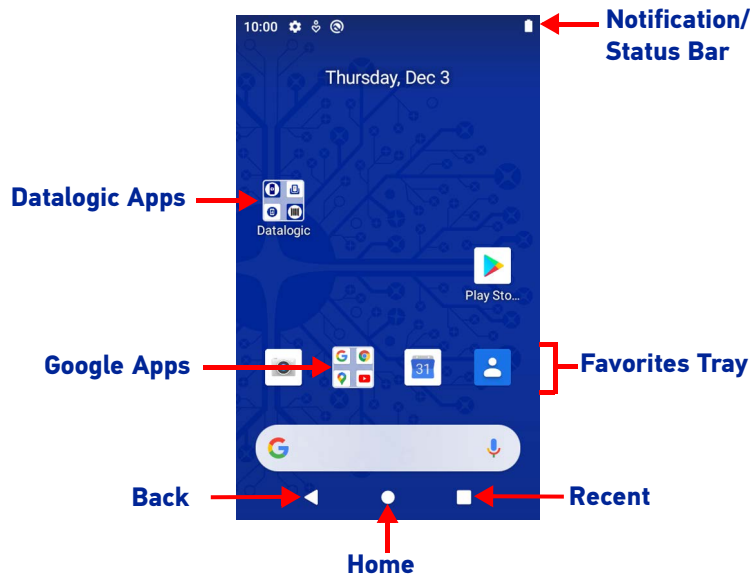 Notification/
Status Bar
10:00
Thursday, Dec 3
Datalogic Apps
Datalogic
Play Sto...
Google Apps
31
Favorites Tray
G
Back
Recent
Home